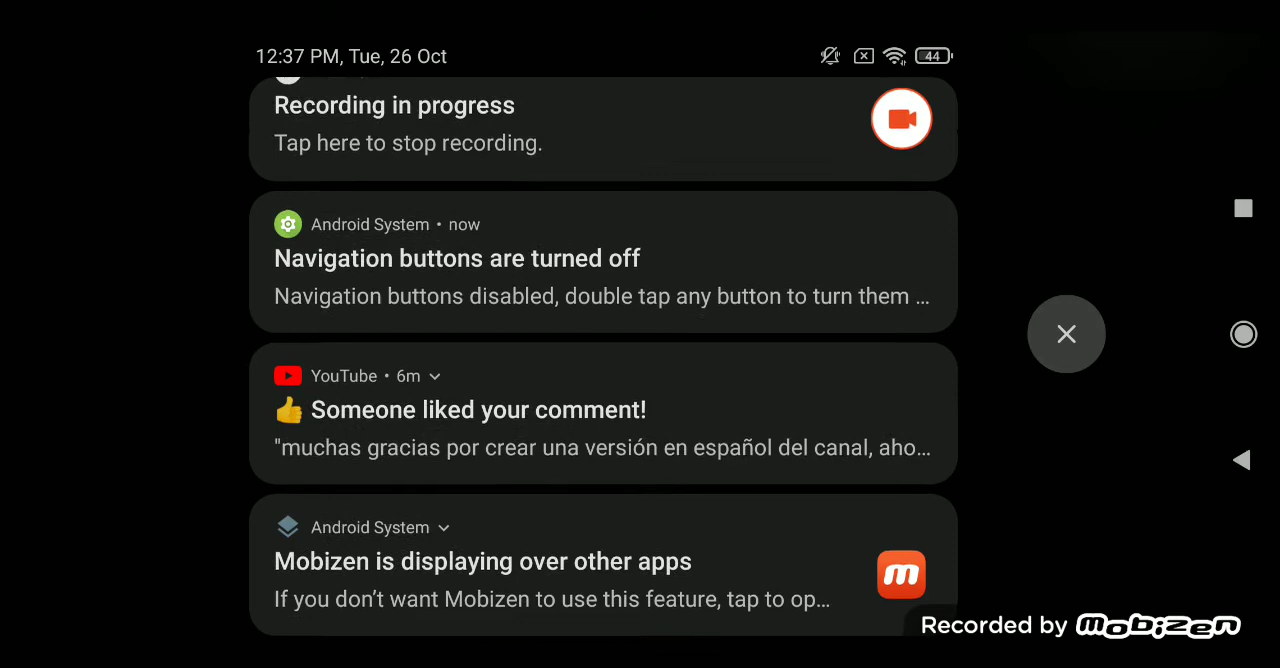 12:37 PM, Tue, 26 Oct
44
Recording in progress
Tap here to stop recording.
Android System • now
Navigation buttons are turned off
Navigation buttons disabled, double tap any button to turn them ...
YouTube • 6m
👍 Someone liked your comment!
"muchas gracias por crear una versión en español del canal, aho...
Android System
Mobizen is displaying over other apps
If you don't want Mobizen to use this feature, tap to op...
m
Recorded by mobizen